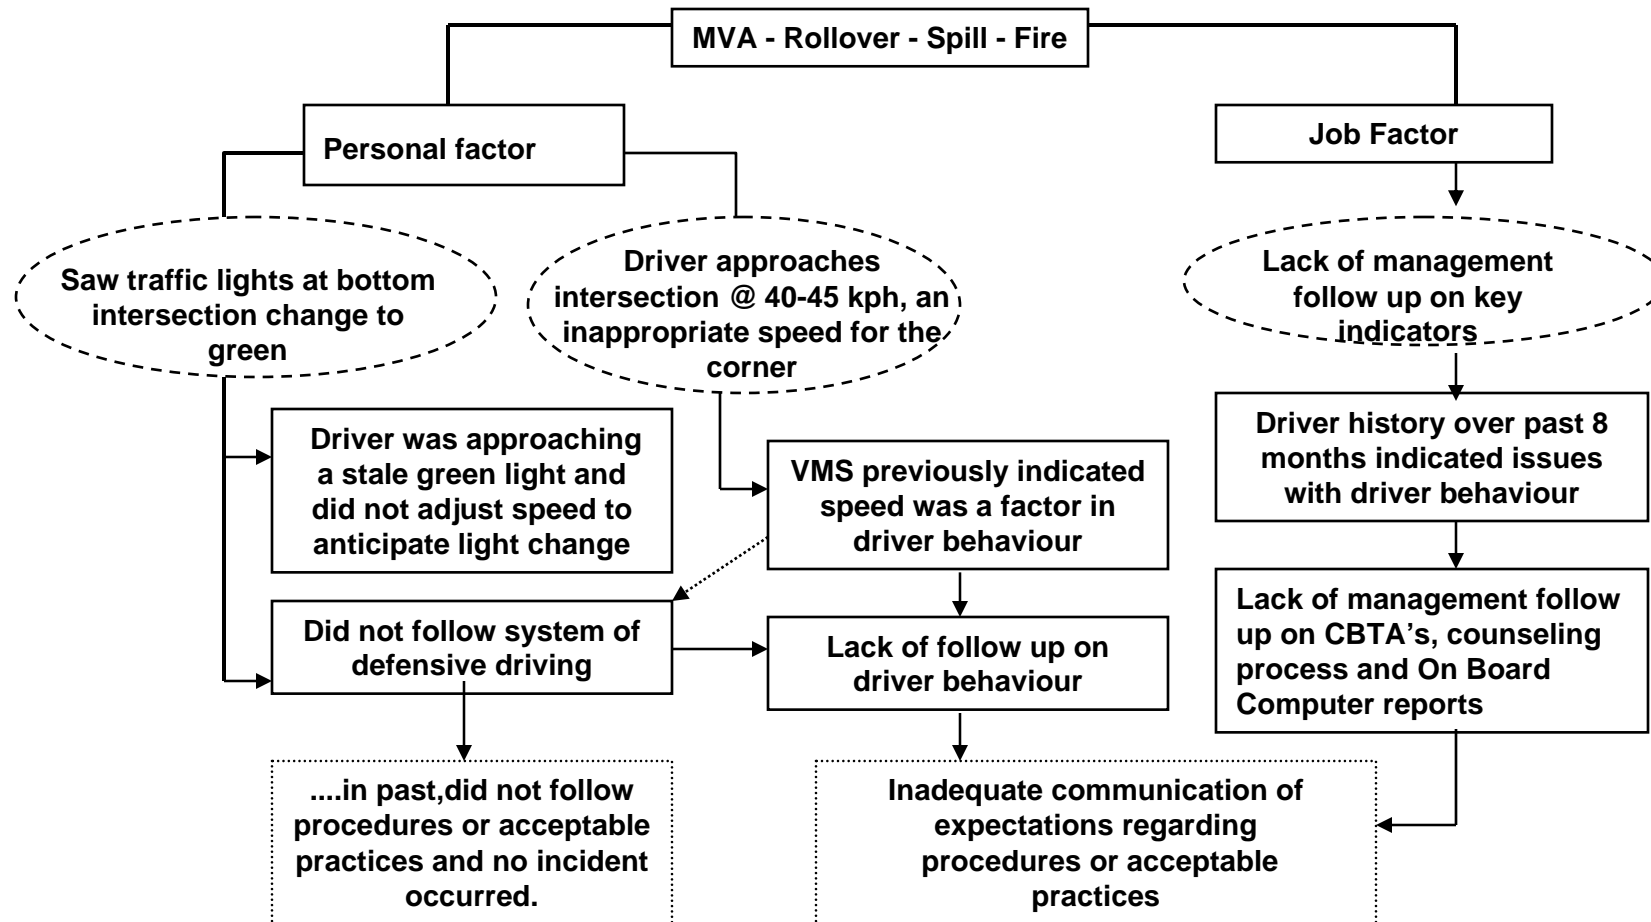 MVA - Rollover - Spill - Fire
Personal factor
Job Factor
Saw traffic lights at bottom
intersection change to
green
Driver approaches
intersection @ 40-45 kph, an
inappropriate speed for the
corner
Lack of management
follow up on key
indicators
Driver was approaching
a stale green light and
did not adjust speed to
anticipate light change
VMS previously indicated
speed was a factor in
driver behaviour
Driver history over past 8
months indicated issues
with driver behaviour
Did not follow system of
defensive driving
Lack of follow up on
driver behaviour
Lack of management follow
up on CBTA’s, counseling
process and On Board
Computer reports
....in past,did not follow
procedures or acceptable
practices and no incident
occurred.
Inadequate communication of
expectations regarding
procedures or acceptable
practices